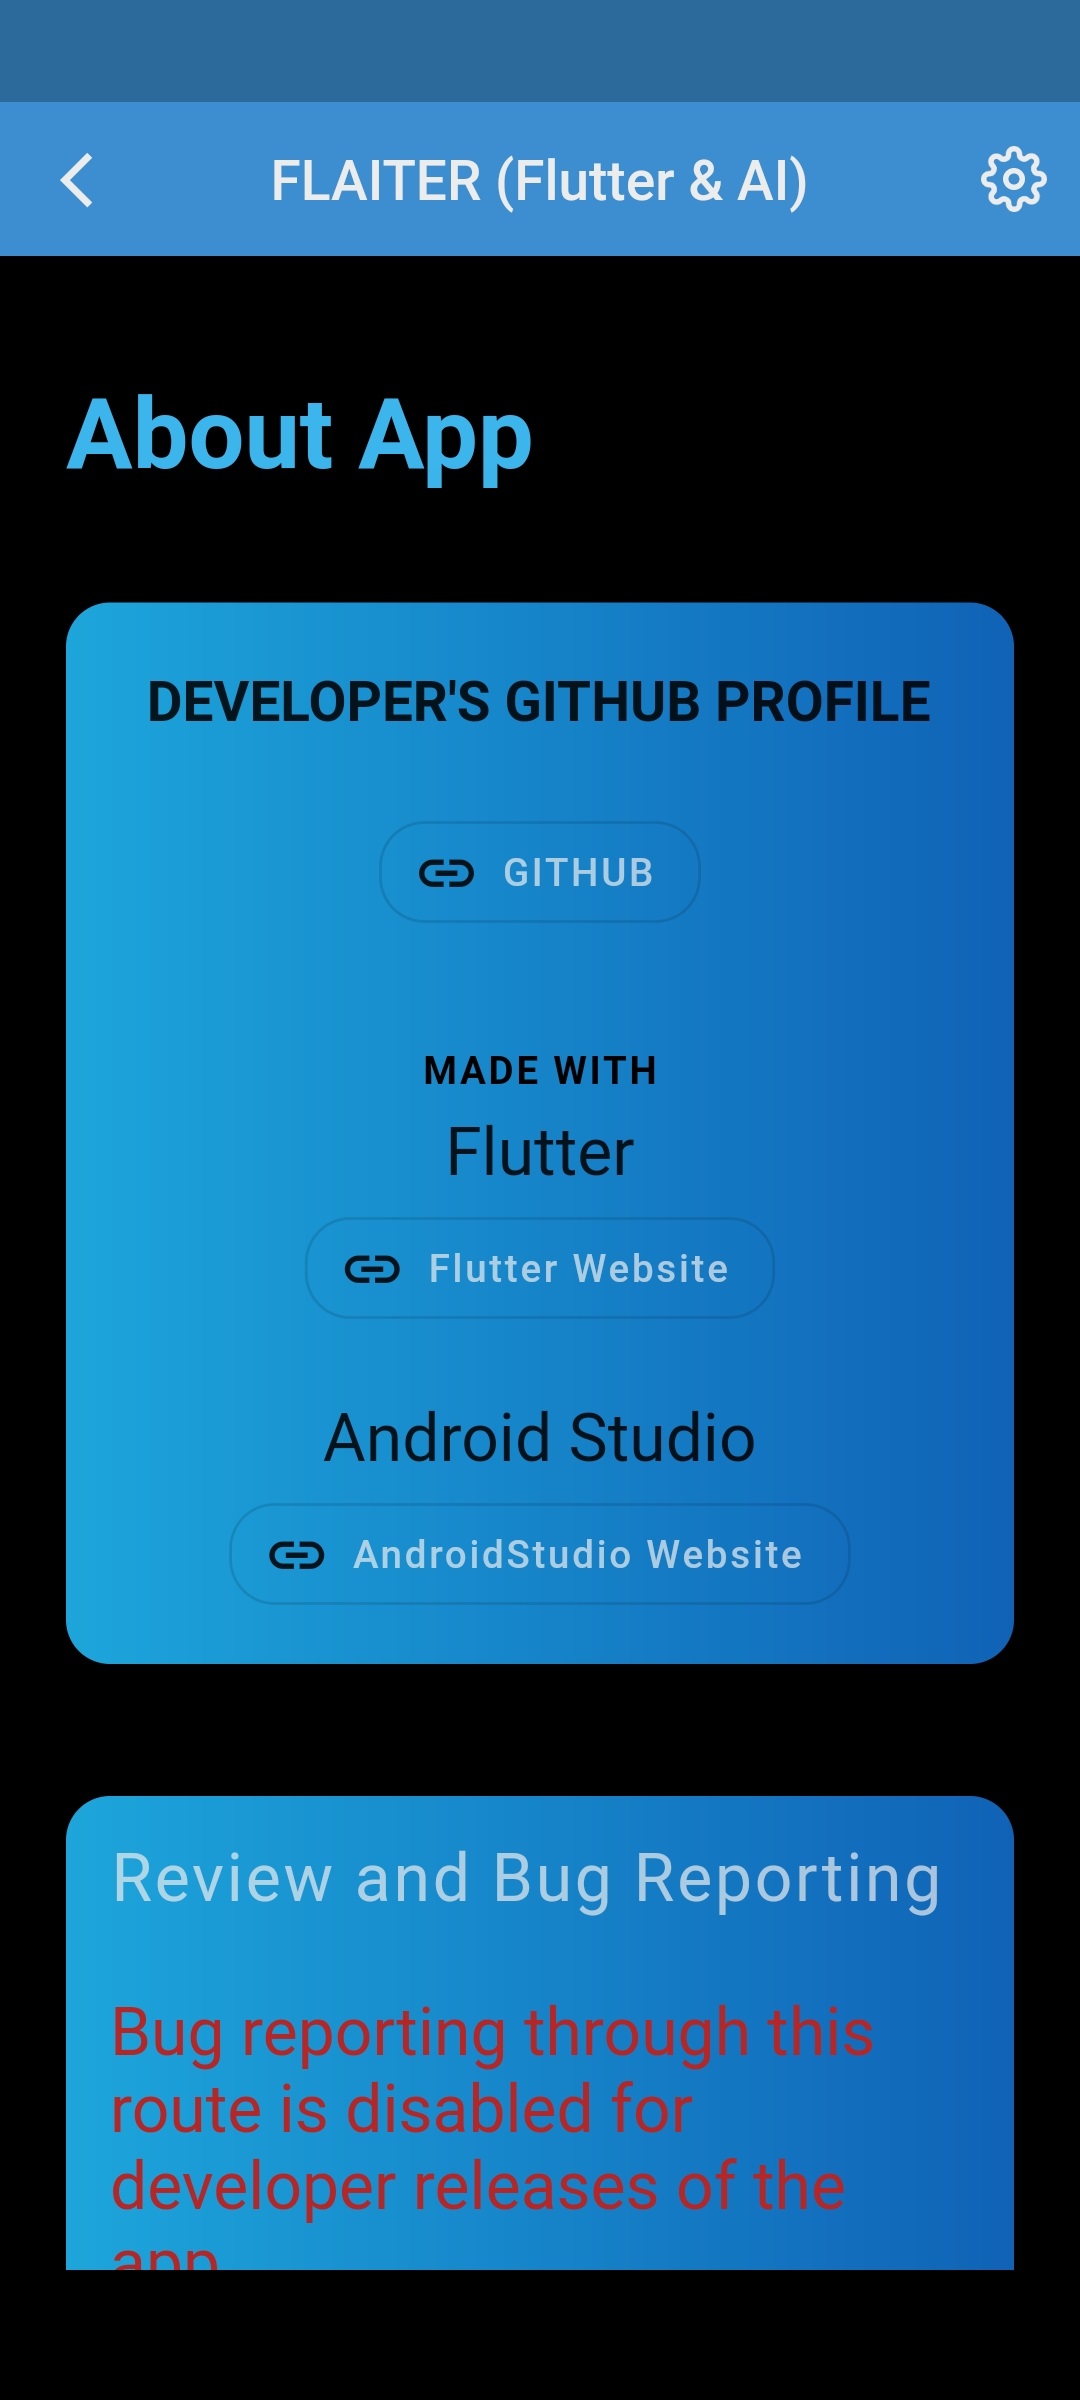 FLAITER (Flutter & AI)
About App
DEVELOPER'S GITHUB PROFILE
GITHUB
MADE WITH
Flutter
Flutter Website
Android Studio
AndroidStudio Website
Review and Bug Reporting
Bug reporting through this
route is disabled for
developer releases of the
app